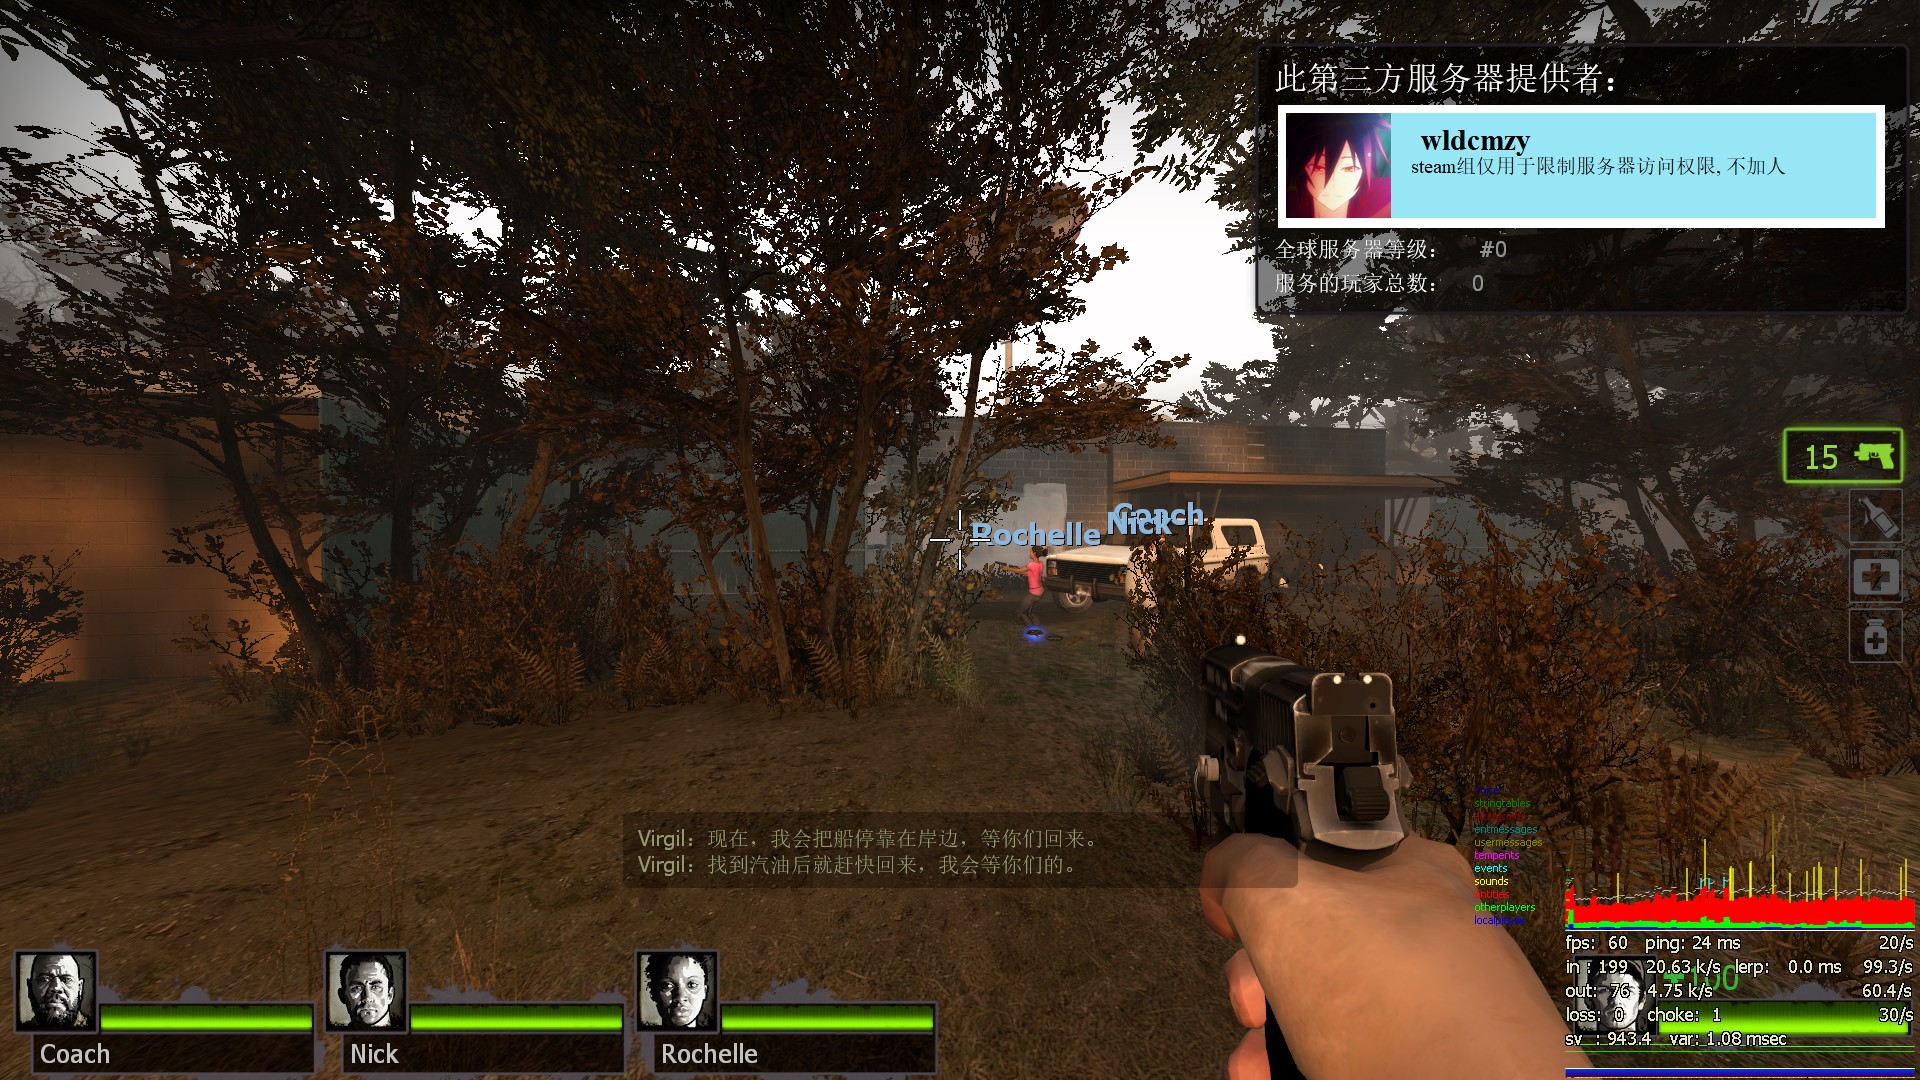 此第三方服务器提供者：
wldcmzy
steam组仅用于限制服务器访问权限, 不加人
全球服务器等级： #0
服务的玩家总数： 0
15
Coach
Nick
Rochelle
Virgil：现在，我会把船停靠在岸边，等你们回来。
Virgil：找到汽油后就赶快回来，我会等你们的。
stringtables
entmessages
usermessages
tempents
events
sounds
entities
otherplayers
localplayer
fps: 60 ping: 24 ms 20/s
in : 199 20.63 k/s lerp: 0.0 ms 99.3/s
out: 76 4.75 k/s 60.4/s
loss: 0 choke: 1 30/s
sv : 943.4 var: 1.08 msec
+100
Coach
Nick
Rochelle